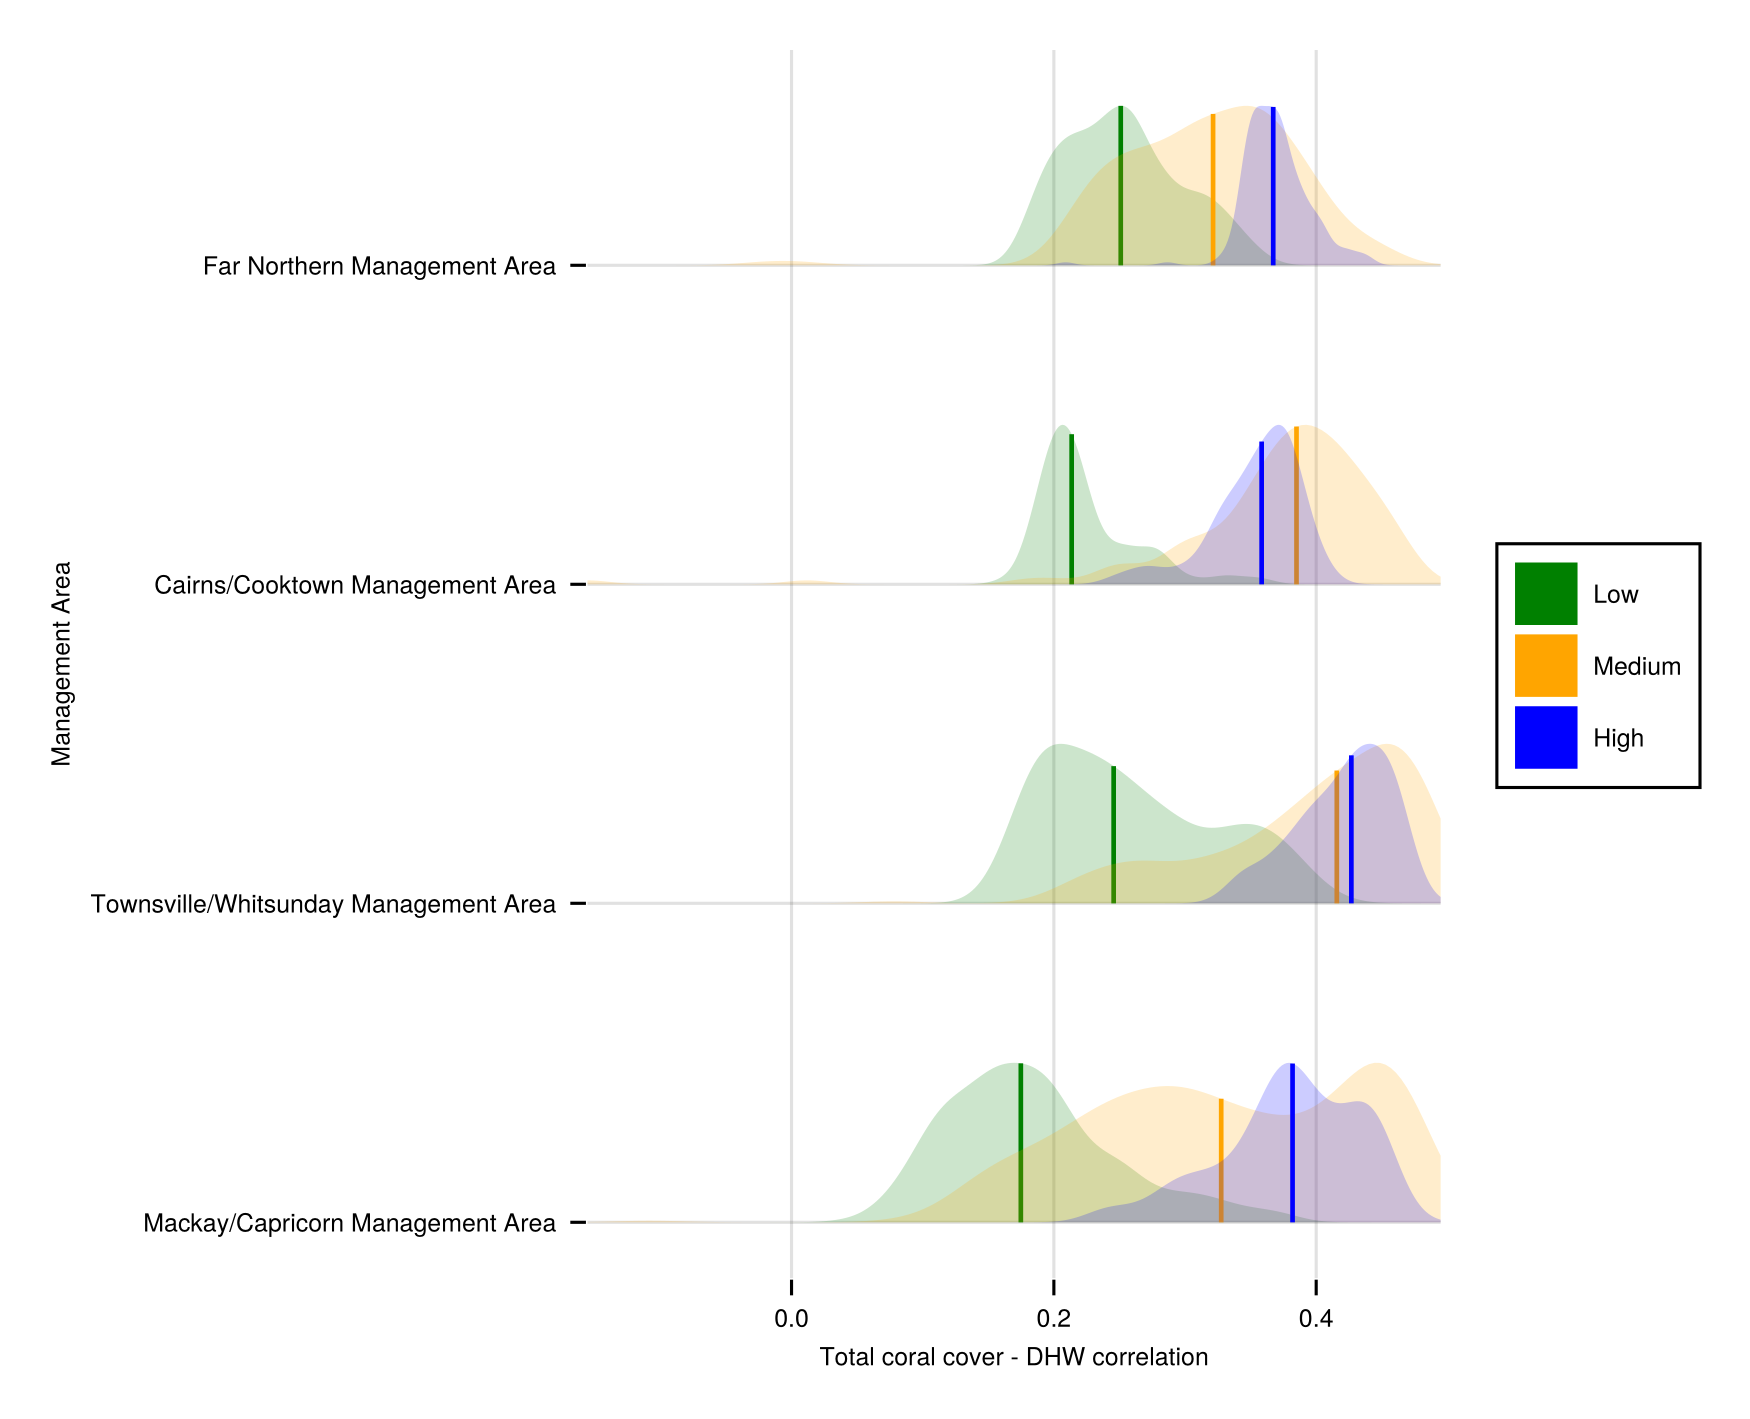 Far Northern Management Area
Cairns/Cooktown Management Area
Townsville/Whitsunday Management Area
Mackay/Capricorn Management Area
Management Area
0.0
0.2
0.4
Total coral cover - DHW correlation
Low
Medium
High